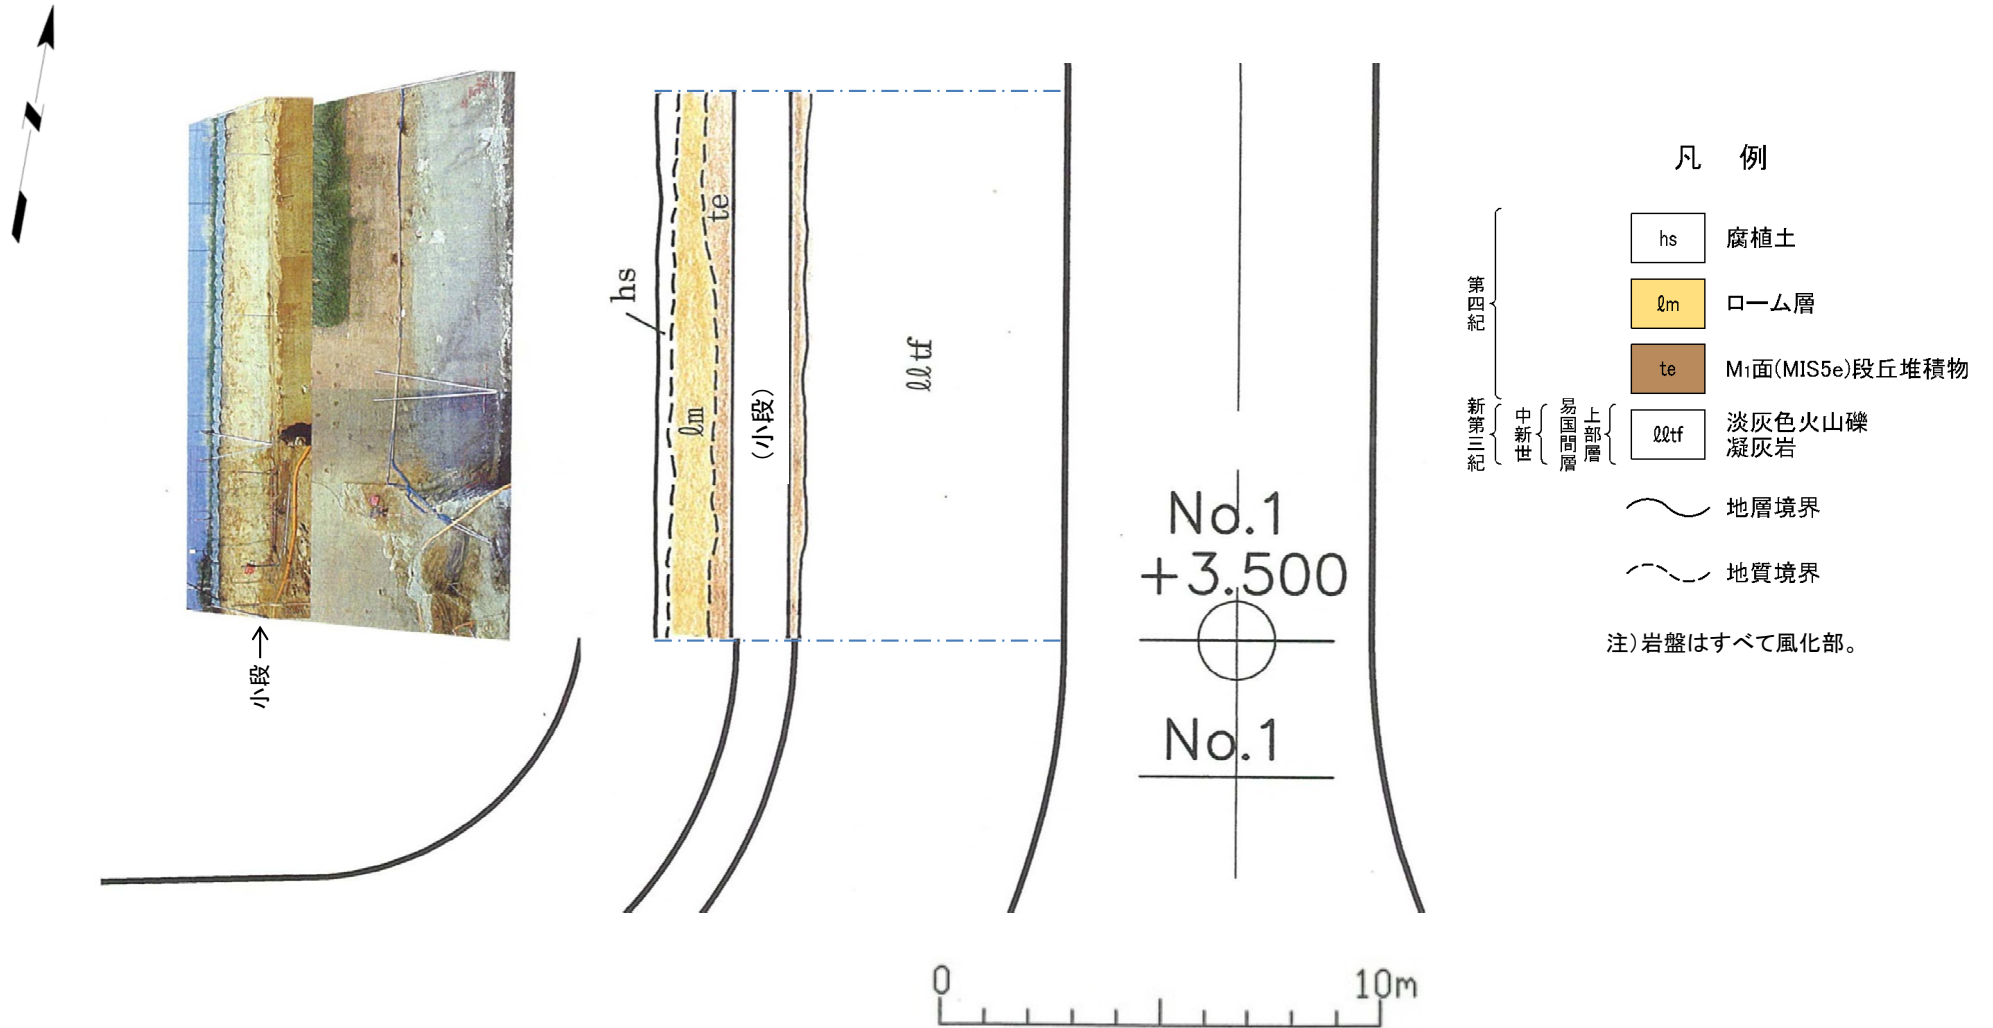 小段
hs
ℓm
te
(小段)
ℓℓtf
No.1
+3.500
No.1
0
10m
凡 例
第四紀
hs
腐植土
ℓm
ローム層
te
M1面(MIS5e)段丘堆積物
新第三紀
中新世
易国間層
上部層
ℓℓtf
淡灰色火山礫
凝灰岩
地層境界
地質境界
注)岩盤はすべて風化部。